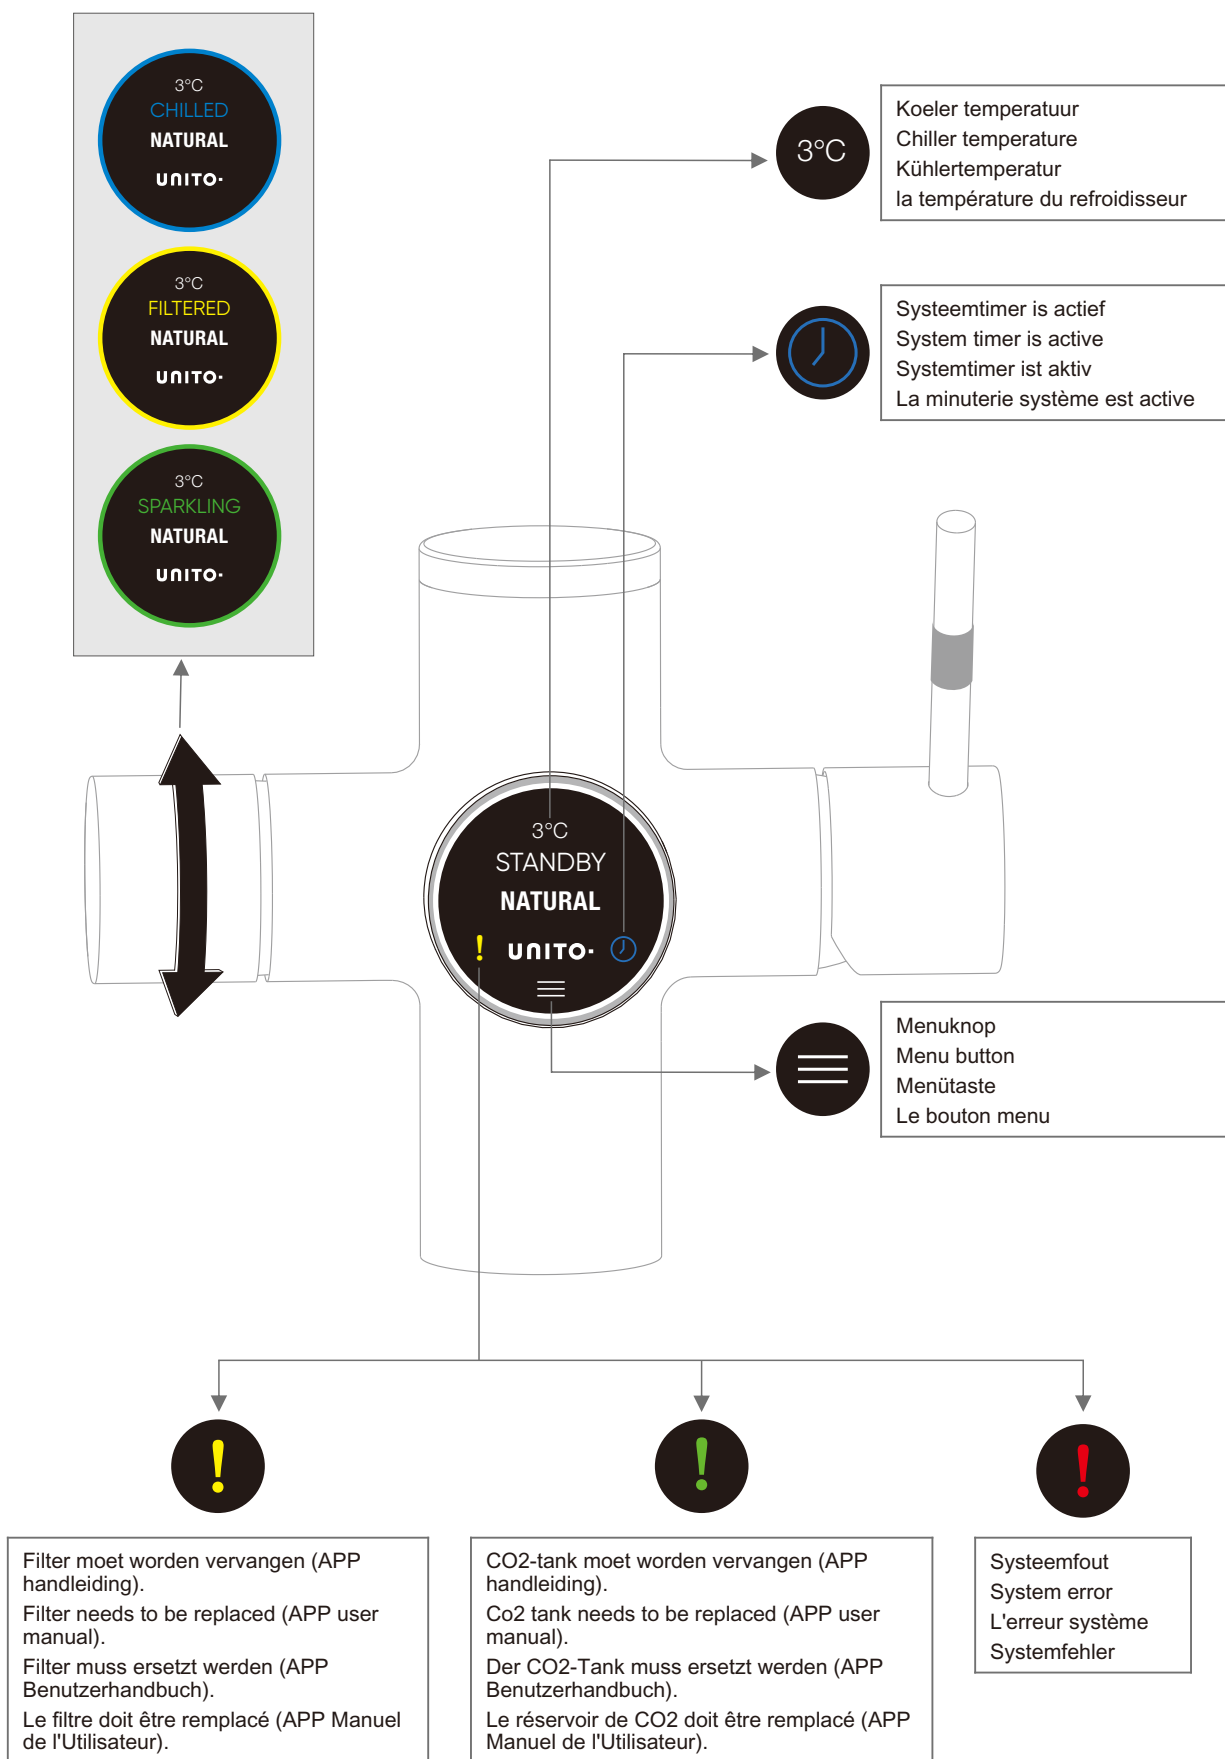 3°C
CHILLED
NATURAL
UNITO
3°C
FILTERED
NATURAL
UNITO
3°C
SPARKLING
NATURAL
UNITO
3°C
Koeler temperatuur
Chiller temperature
Kühlertemperatur
la température du refroidisseur
Systeemtimer is actief
System timer is active
Systemtimer ist aktiv
La minuterie système est active
3°C
STANDBY
NATURAL
! UNITO
Menuknop
Menu button
Menütaste
Le bouton menu
!
Filter moet worden vervangen (APP
handleiding).
Filter needs to be replaced (APP user
manual).
Filter muss ersetzt werden (APP
Benutzerhandbuch).
Le filtre doit être remplacé (APP Manuel
de l'Utilisateur).
!
CO2-tank moet worden vervangen (APP
handleiding).
Co2 tank needs to be replaced (APP user
manual).
Der CO2-Tank muss ersetzt werden (APP
Benutzerhandbuch).
Le réservoir de CO2 doit être remplacé (APP
Manuel de l'Utilisateur).
!
Systeemfout
System error
L'erreur système
Systemfehler